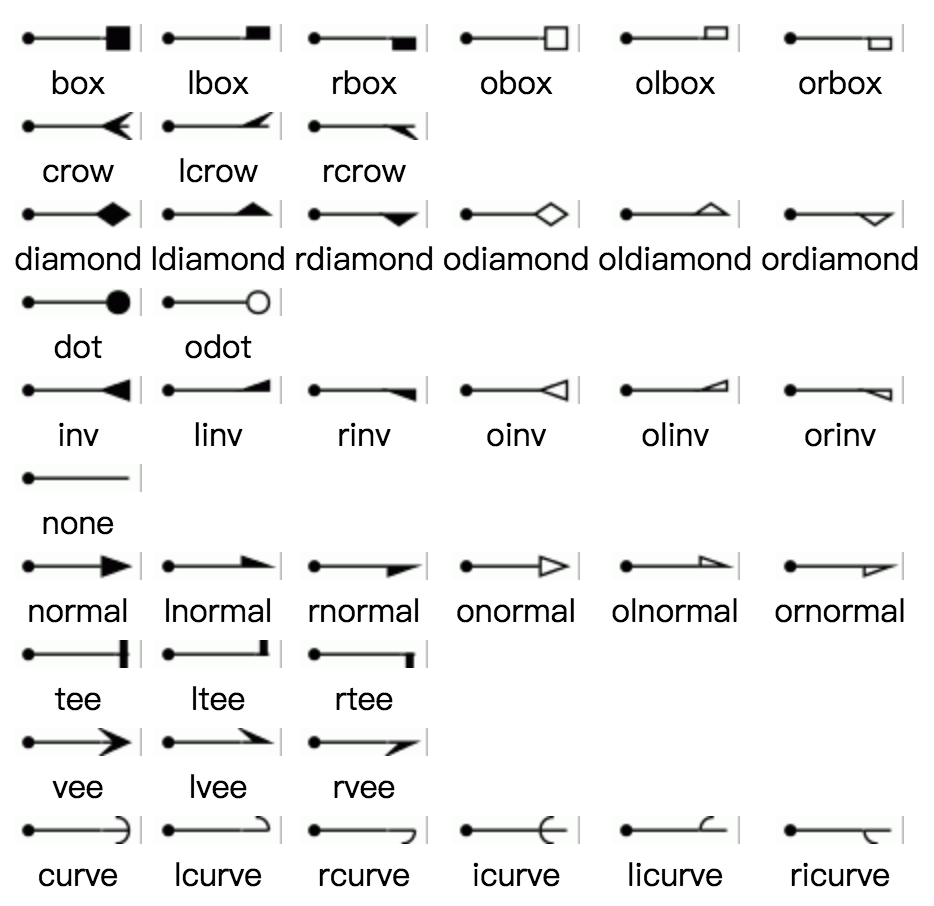 box lbox rbox obox olbox orbox
crow lcrow rcrow
diamond ldiamond rdiamond odiamond oldiamond ordiamond
dot odot
inv linv rinv oinv olinv orinv
none
normal lnormal rnormal onormal olnormal ornormal
tee ltee rtee
vee lvee rvee
curve lcurve rcurve icurve licurve ricurve